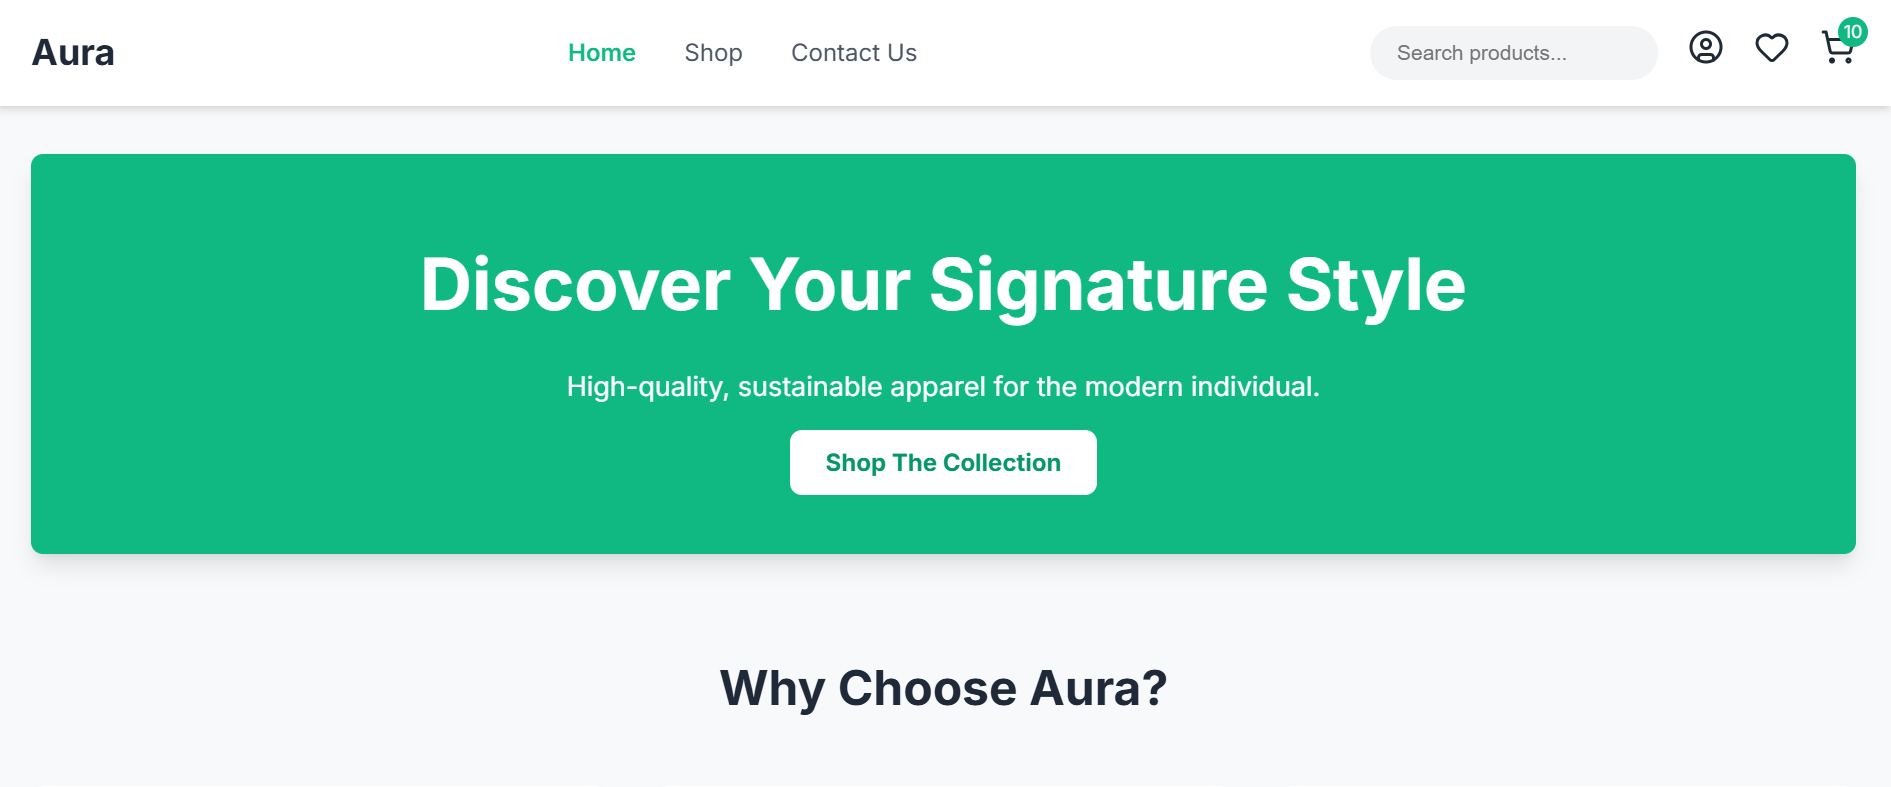 Aura
Home
Shop
Contact Us
Search products...
10
Discover Your Signature Style
High-quality, sustainable apparel for the modern individual.
Shop The Collection
Why Choose Aura?